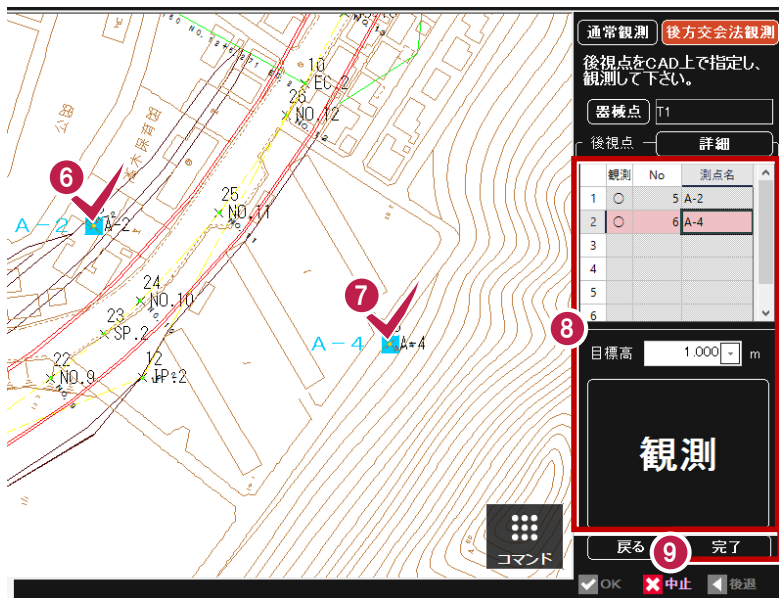 通常観測 後方交会法観測
後視点をCAD上で指定し、
観測して下さい。
器械点 T1
後視点 詳細
観測 No 測点名
1 ○ 5 A-2
2 ○ 6 A-4
3
4
5
6
8
目標高 1.000 m
観測
戻る 9 完了
OK 中止 後退
10
EC.2
26
NO.12
公園
6
25
NO.11
A-2
A-2
24
NO.10
23
SP.2
7
A-4
A-4
22
NO.9
12
IP.2
コマンド